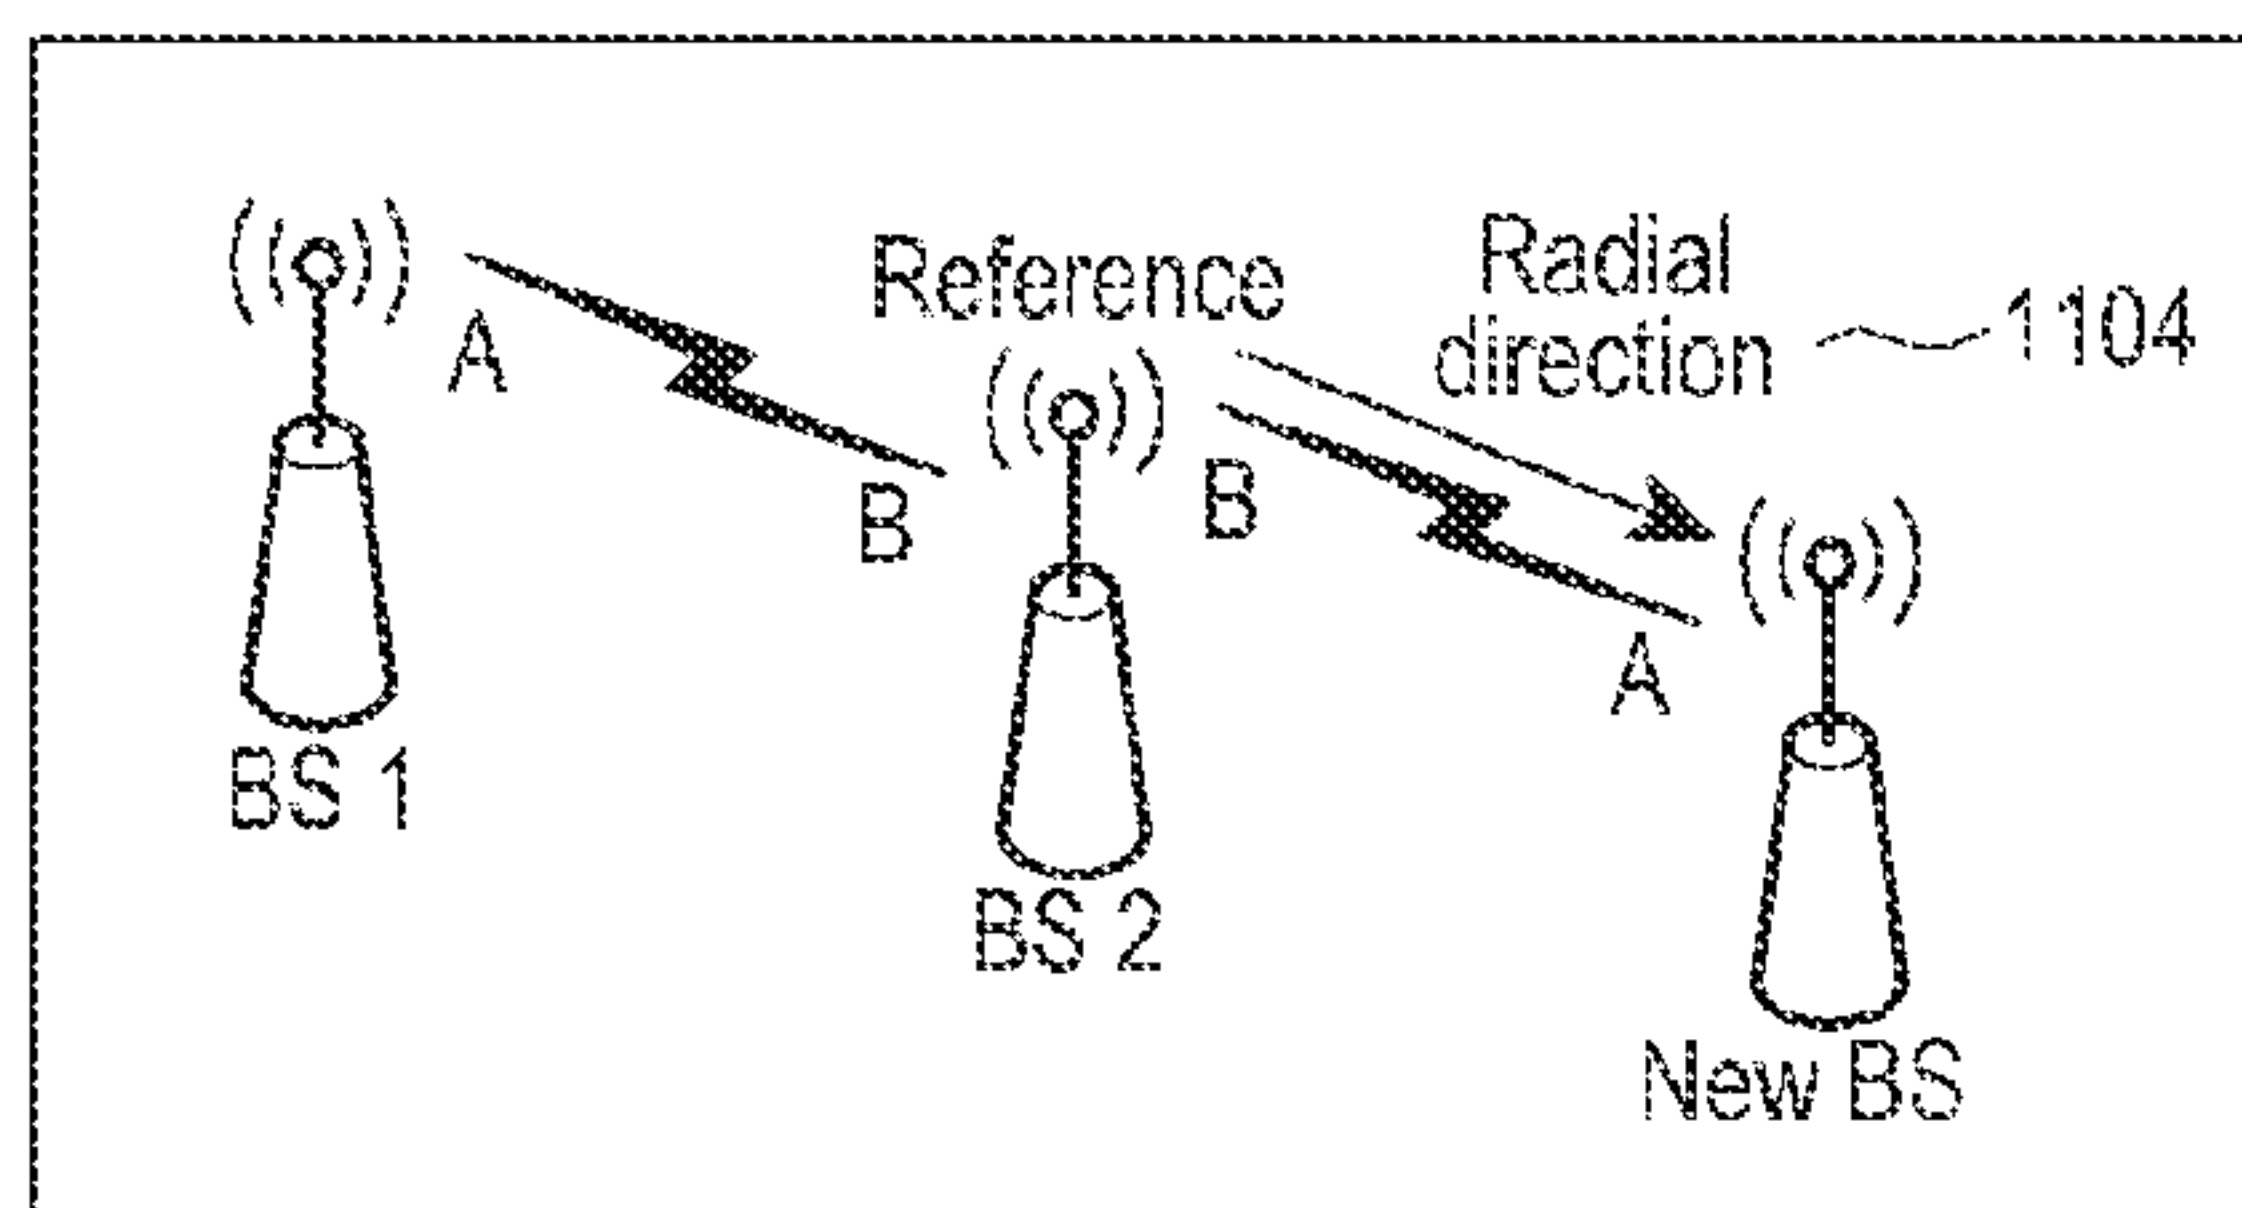 Reference
Radial
direction
1104
A
B
B
A
BS 1
BS 2
New BS